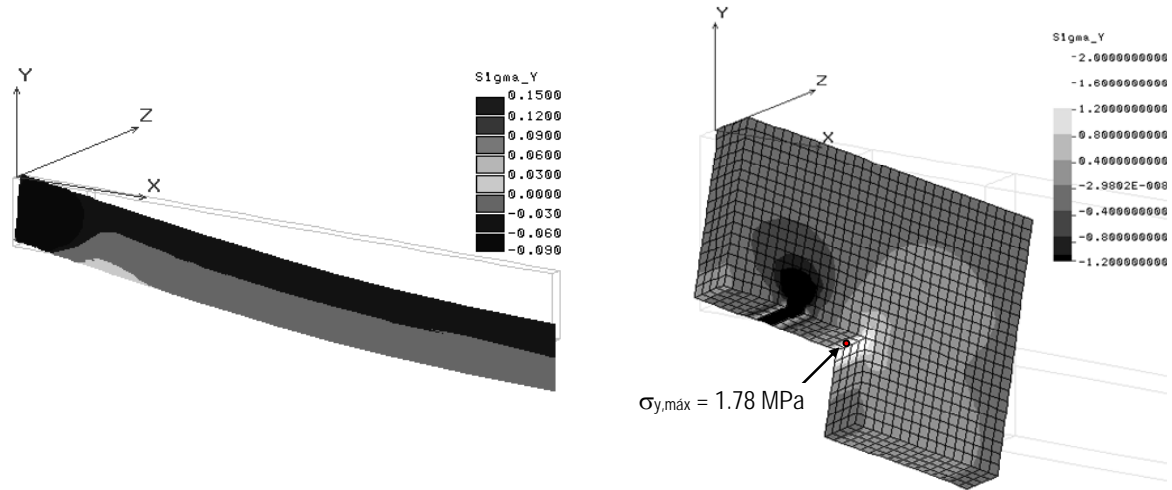 Y
Z
X
S1gma_Y
0.1500
0.1200
0.0900
0.0600
0.0300
0.0000
-0.030
-0.060
-0.090
Y
Z
X
S1gma_Y
-2.0000000000
-1.6000000000
-1.2000000000
-0.8000000000
-0.4000000000
-2.9802E-008
-0.4000000000
-0.8000000000
-1.2000000000
σy,máx = 1.78 MPa